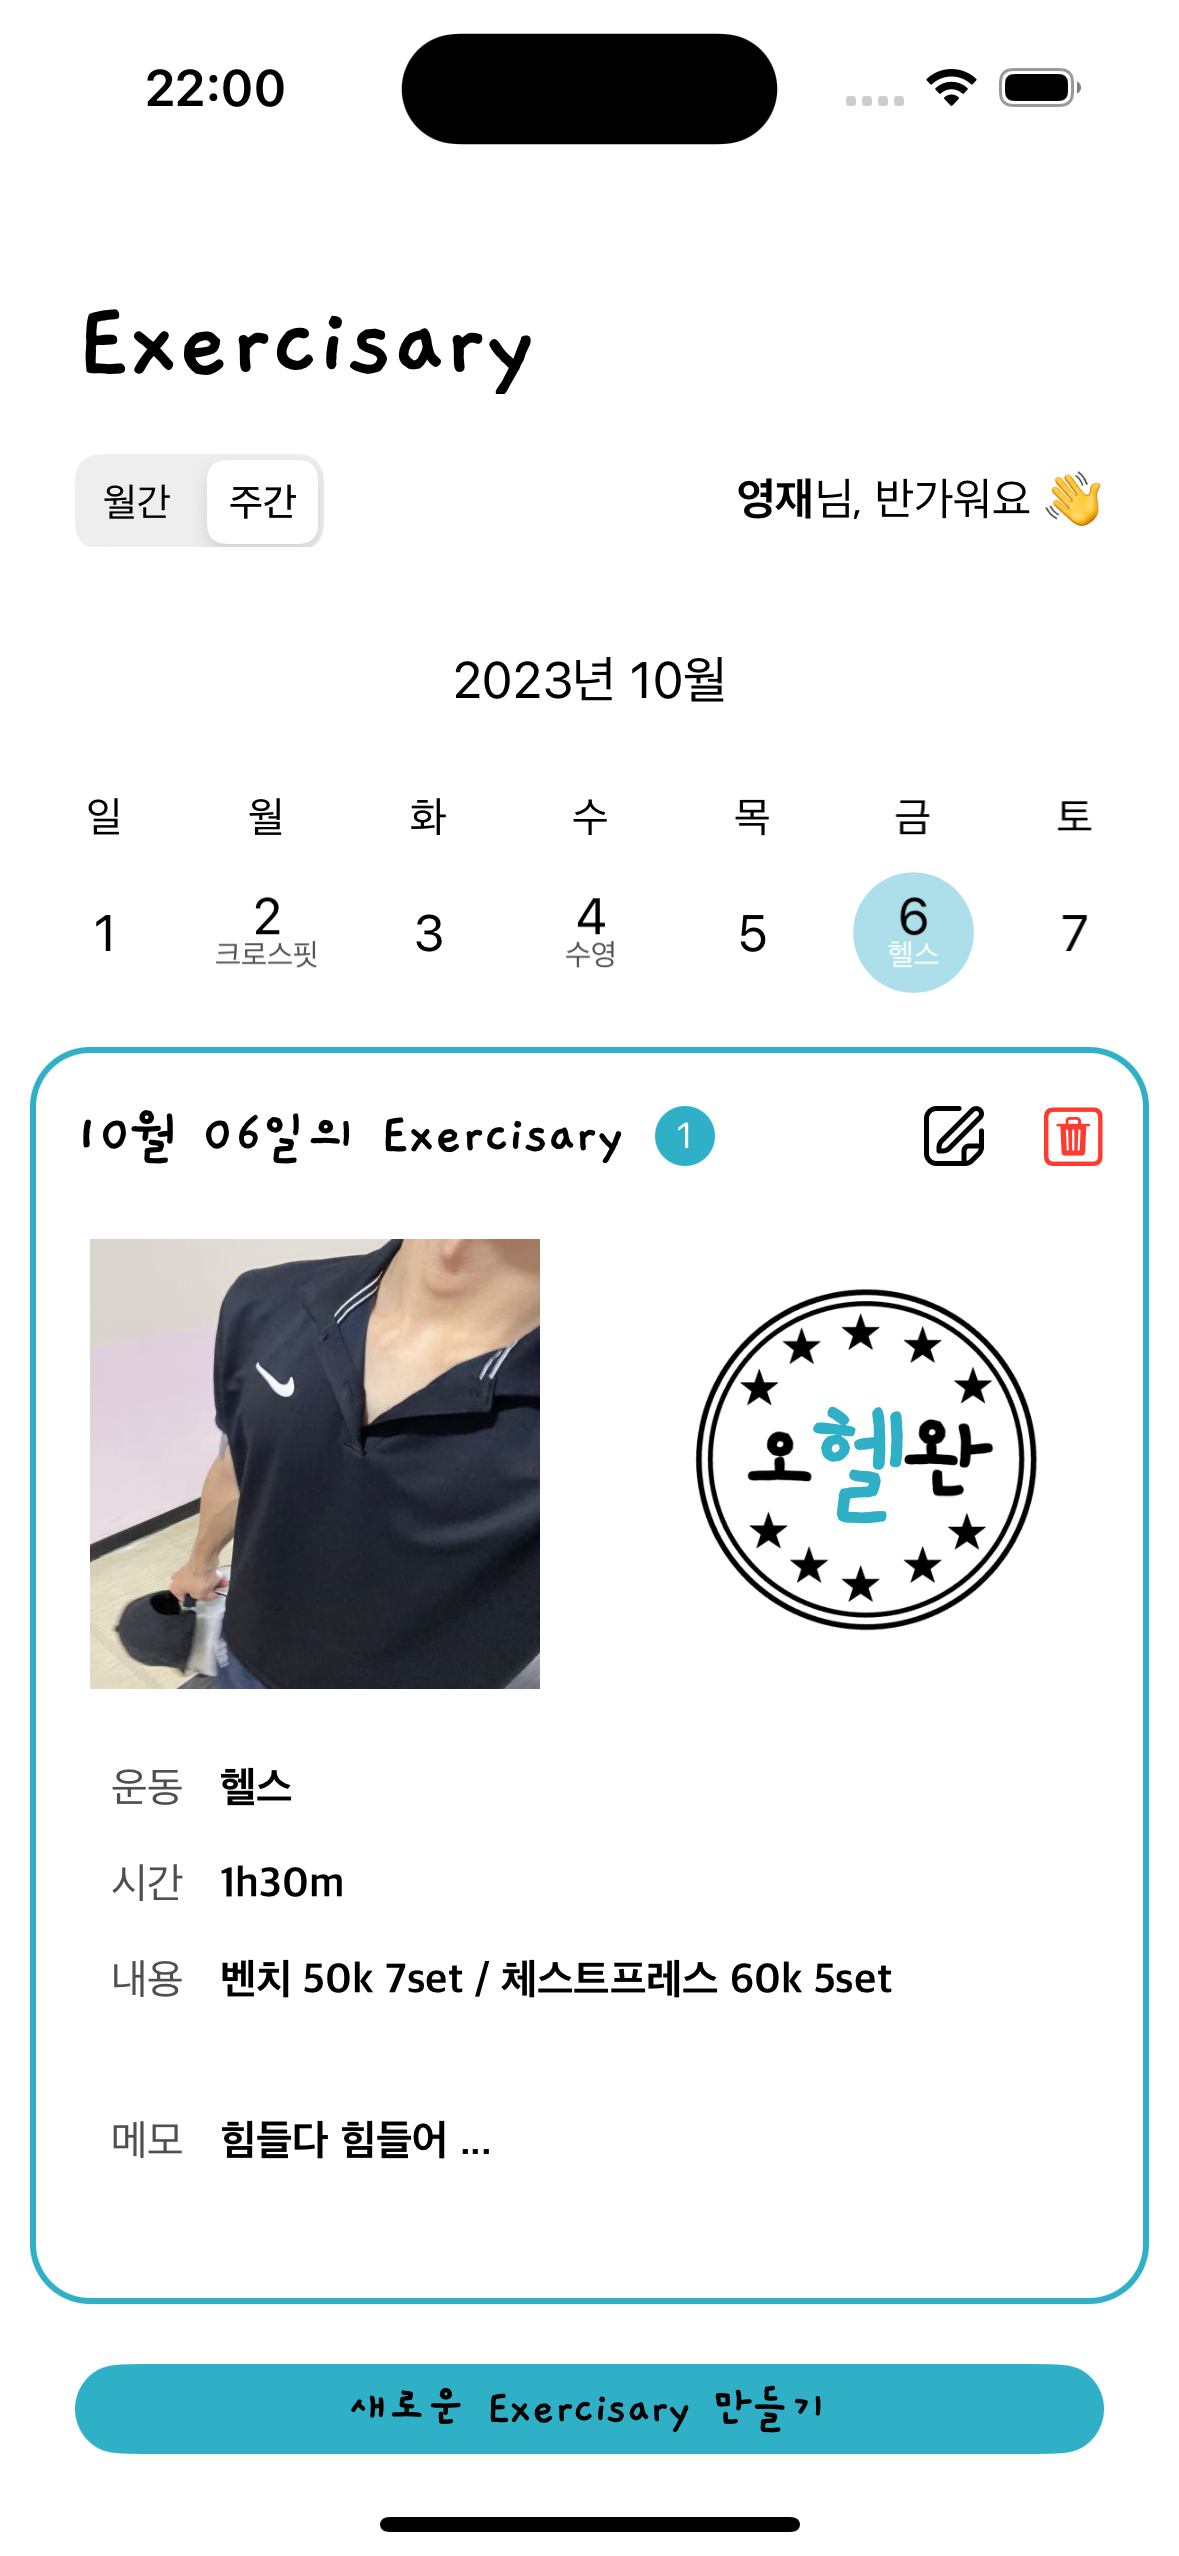 22:00
Exercisary
월간 주간
영재님, 반가워요 👋
2023년 10월
일 월 화 수 목 금 토
1 2 3 4 5 6 7
크로스핏 수영 헬스
10월 06일의 Exercisary 1
오헬완
운동 헬스
시간 1h30m
내용 벤치 50k 7set / 체스트프레스 60k 5set
메모 힘들다 힘들어 ...
새로운 Exercisary 만들기